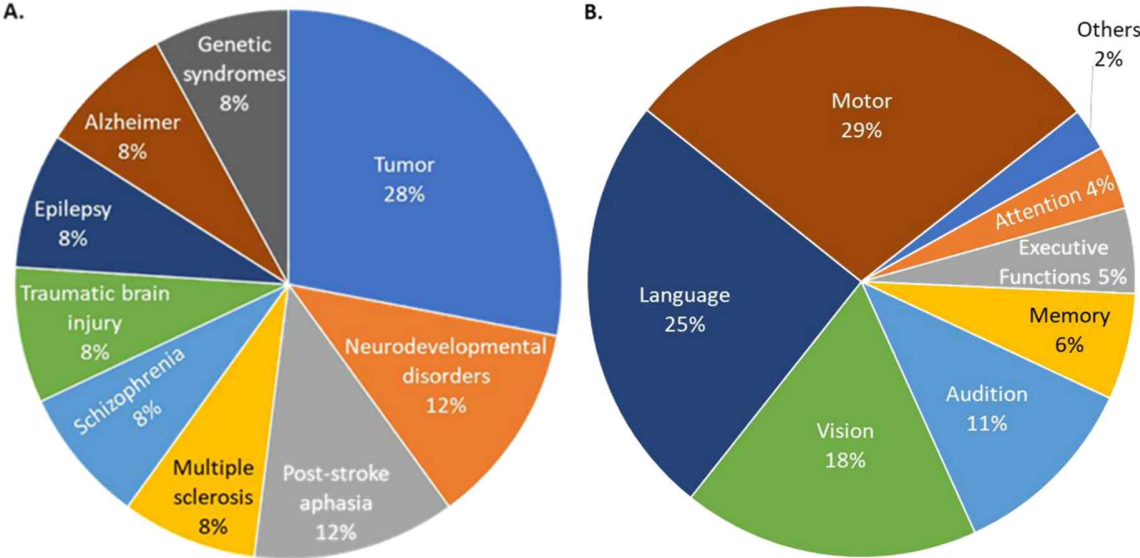 A.
Genetic
syndromes
8%
Alzheimer
8%
Epilepsy
8%
Traumatic brain
injury
8%
Schizophrenia
8%
Multiple
sclerosis
8%
Post-stroke
aphasia
12%
Neurodevelopmental
disorders
12%
Tumor
28%
B.
Others
2%
Motor
29%
Attention 4%
Executive
Functions 5%
Memory
6%
Audition
11%
Vision
18%
Language
25%